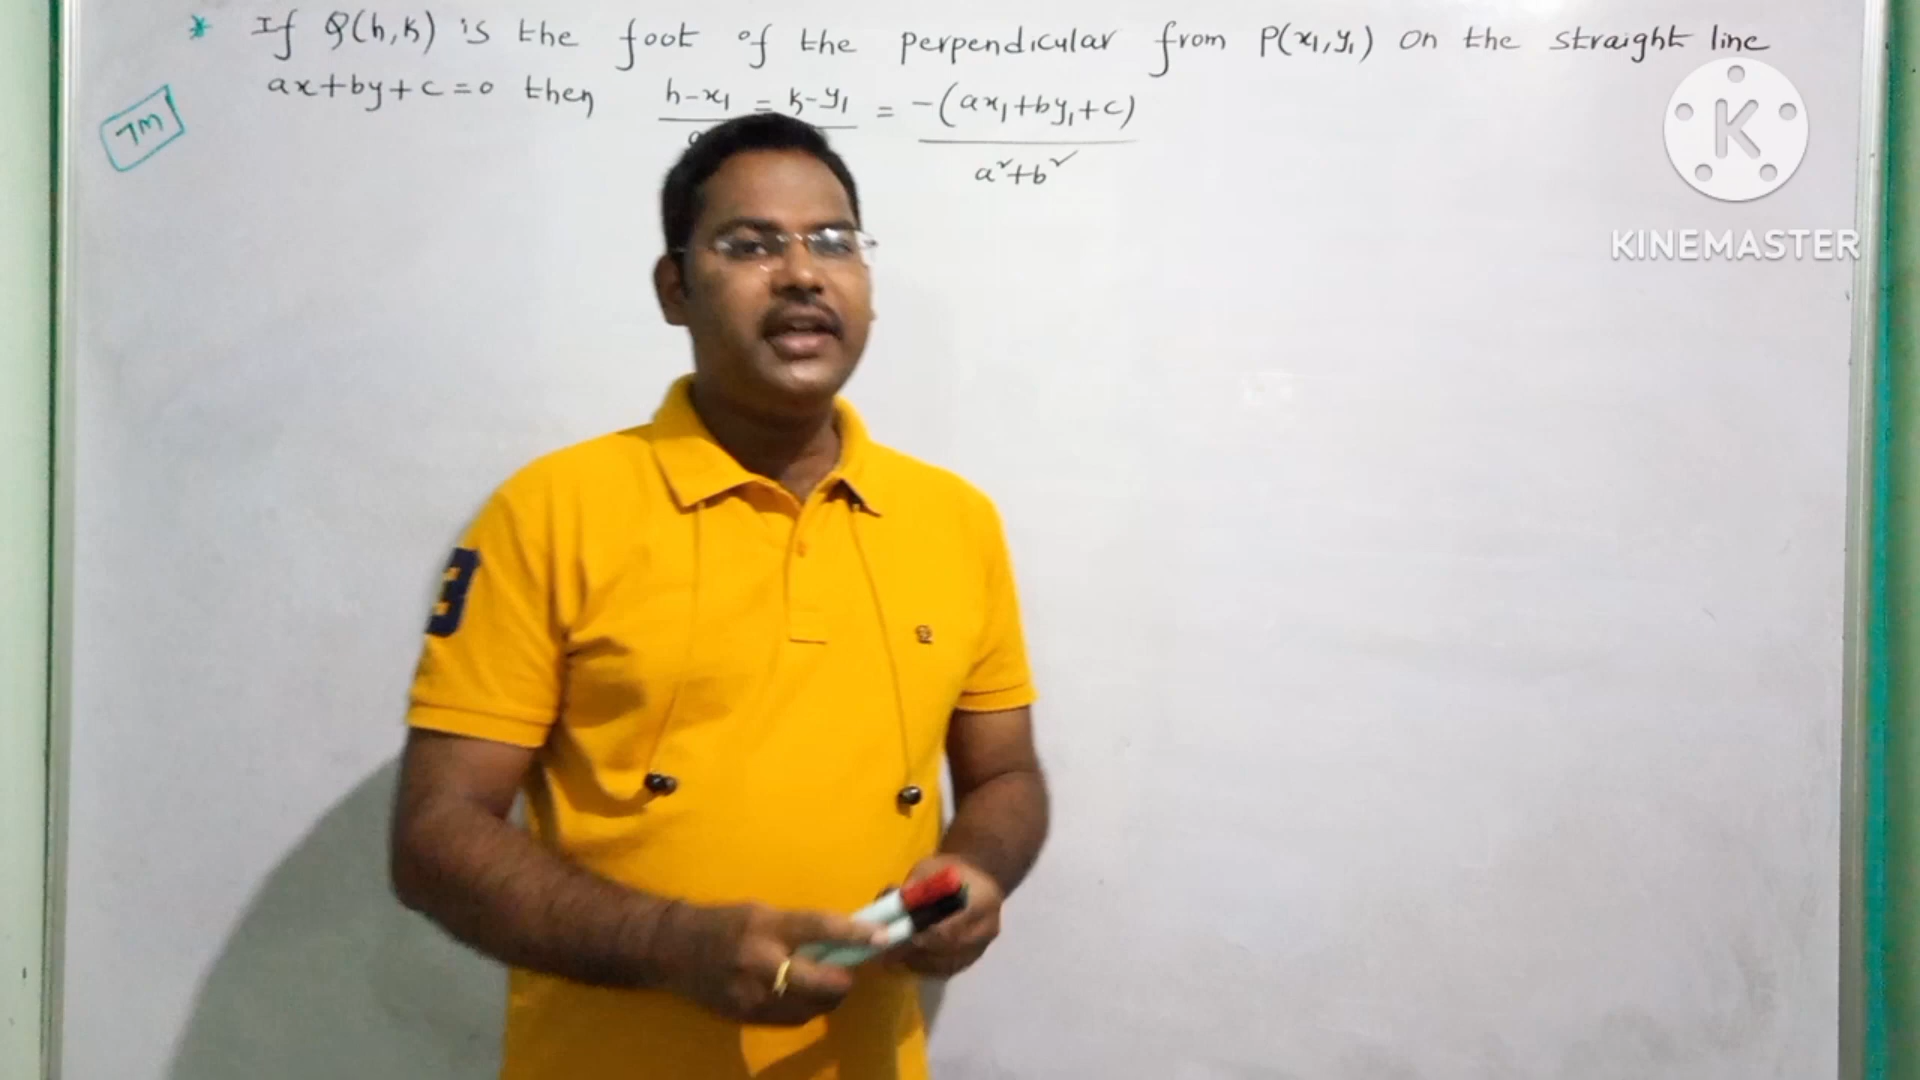 * If Q(h,k) is the foot of the perpendicular from P(x₁,y₁) on the straight line
ax+by+c=0 then h-x₁ = k-y₁ = -(ax₁+by₁+c)
a²+b²
7M
K
KINEMASTER